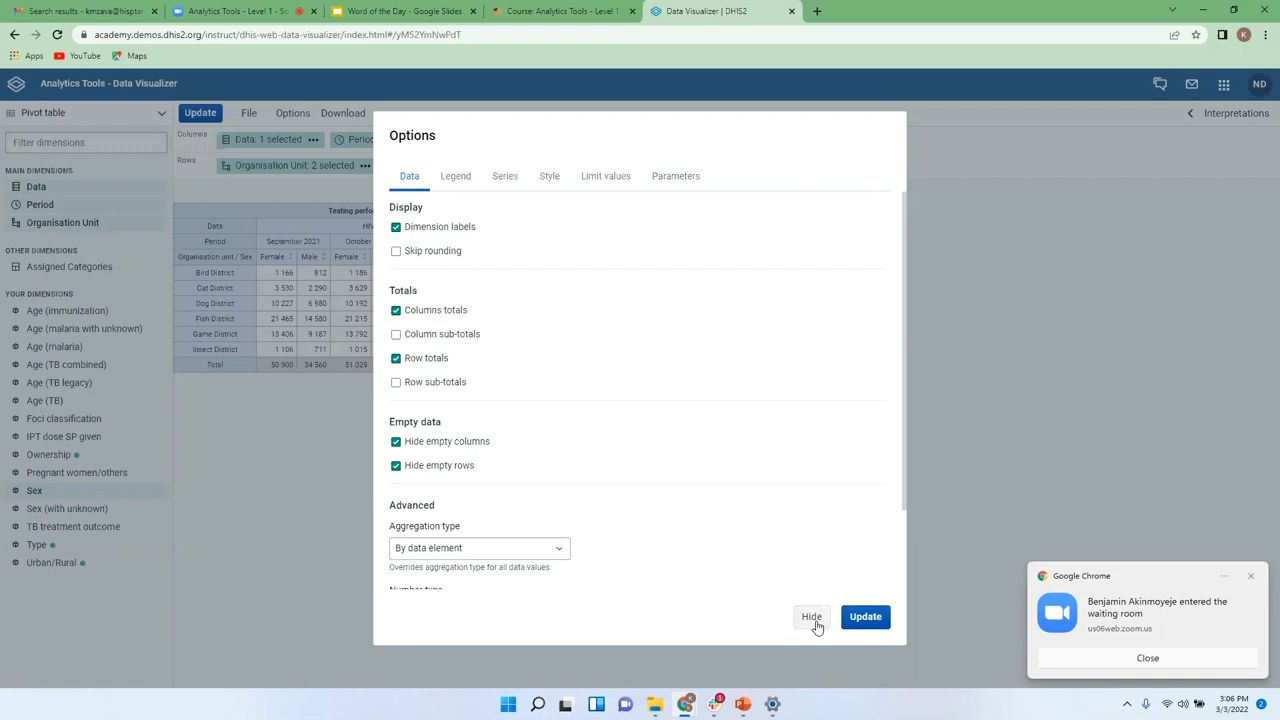 Search results - kmzava@hisptan
Analytics Tools - Level 1 -
Word of the Day - Google Slides
Course: Analytics Tools - Level 1
Data Visualizer | DHIS2
academy.demos.dhis2.org/instruct/dhis-web-data-visualizer/index.html#/yM52YmNwPdT
K
Apps
YouTube
Maps
Analytics Tools - Data Visualizer
ND
Pivot table
Update
File
Options
Download
Interpretations
Filter dimensions
Columns
Data: 1 selected
Perio
Rows
Organisation Unit: 2 selected
MAIN DIMENSIONS
Data
Period
Organisation Unit
OTHER DIMENSIONS
Assigned Categories
YOUR DIMENSIONS
Age (immunization)
Age (malaria with unknown)
Age (malaria)
Age (TB combined)
Age (TB legacy)
Age (TB)
Foci classification
IPT dose SP given
Ownership
Pregnant women/others
Sex
Sex (with unknown)
TB treatment outcome
Type
Urban/Rural
Testing perfo
Data HIV
Period September 2021 Octobe
Organisation unit / Sex Female Male Female
Bird District 1 166 812 1 186
Cat District 3 530 2 290 3 629
Dog District 10 227 6 980 10 192
Fish District 21 465 14 580 21 215
Game District 13 406 9 187 13 792
Insect District 1 106 711 1 015
Total 50 900 34 560 51 029
Options
Data
Legend
Series
Style
Limit values
Parameters
Display
Dimension labels
Skip rounding
Totals
Columns totals
Column sub-totals
Row totals
Row sub-totals
Empty data
Hide empty columns
Hide empty rows
Advanced
Aggregation type
By data element
Overrides aggregation type for all data values.
Number type
Hide
Update
Google Chrome
Benjamin Akinmoyeje entered the
waiting room
us06web.zoom.us
Close
3:06 PM
3/3/2022